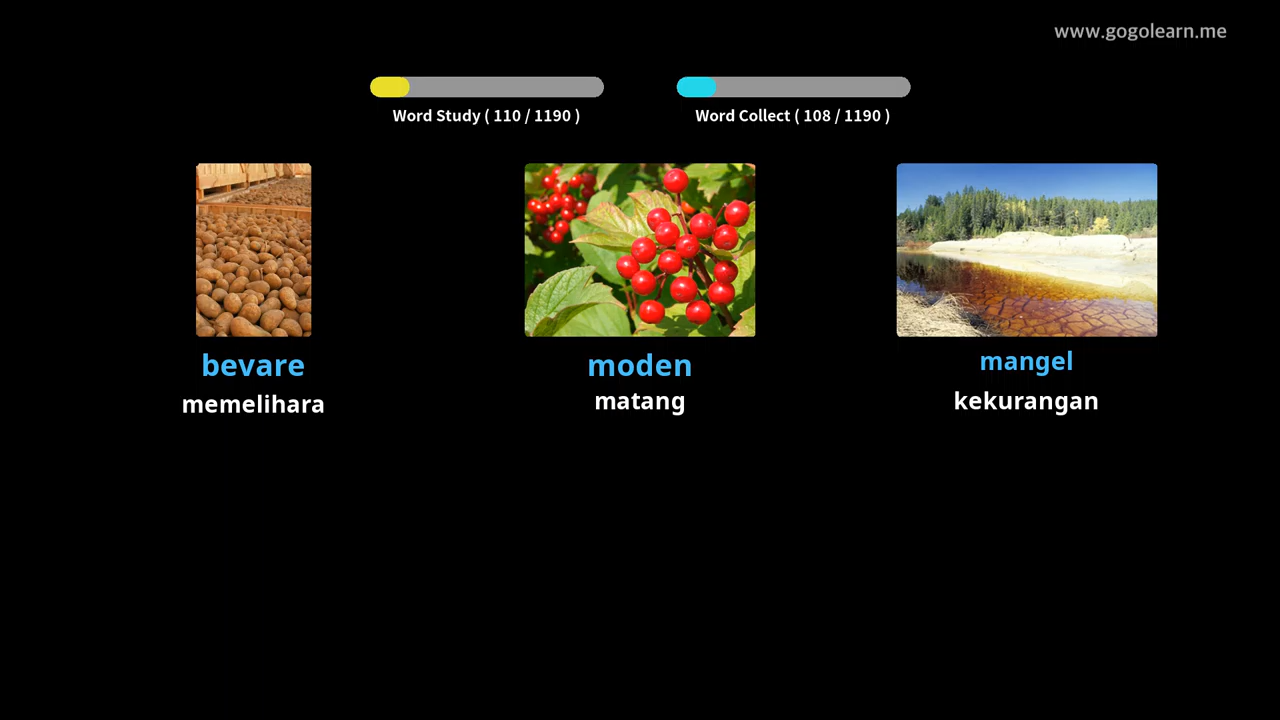 www.gogolearn.me
Word Study ( 110 / 1190 )
Word Collect ( 108 / 1190 )
bevare
memelihara
moden
matang
mangel
kekurangan